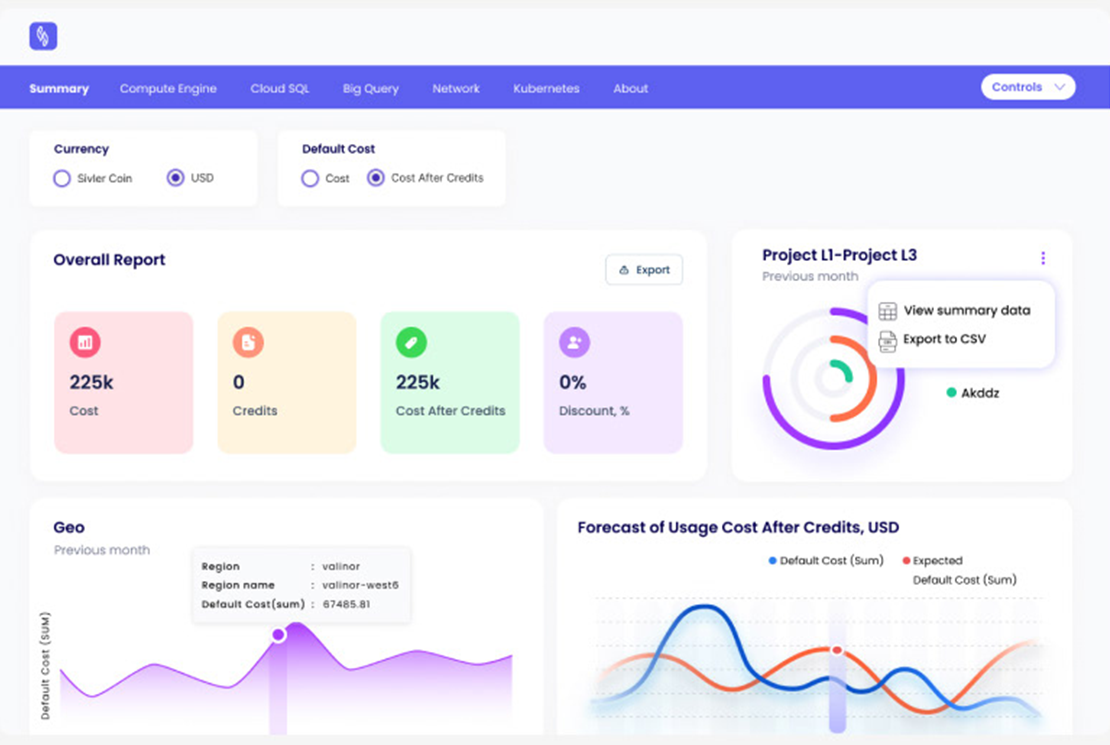 Summary Compute Engine Cloud SQL Big Query Network Kubernetes About Controls
Currency
Sivler Coin USD
Default Cost
Cost Cost After Credits
Overall Report
Export
225k
Cost
0
Credits
225k
Cost After Credits
0%
Discount, %
Project L1-Project L3
Previous month
View summary data
Export to CSV
Akddz
Geo
Previous month
Region : valinor
Region name : valinor-west6
Default Cost(sum) : 67485.81
Default Cost (SUM)
Forecast of Usage Cost After Credits, USD
Default Cost (Sum) Expected
Default Cost (Sum)